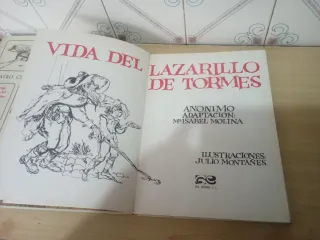 VIDA DEL
LAZARILLO
DE TORMES
ANONIMO
ADAPTACION:
Mª ISABEL MOLINA
ILUSTRACIONES:
JULIO MONTAÑES